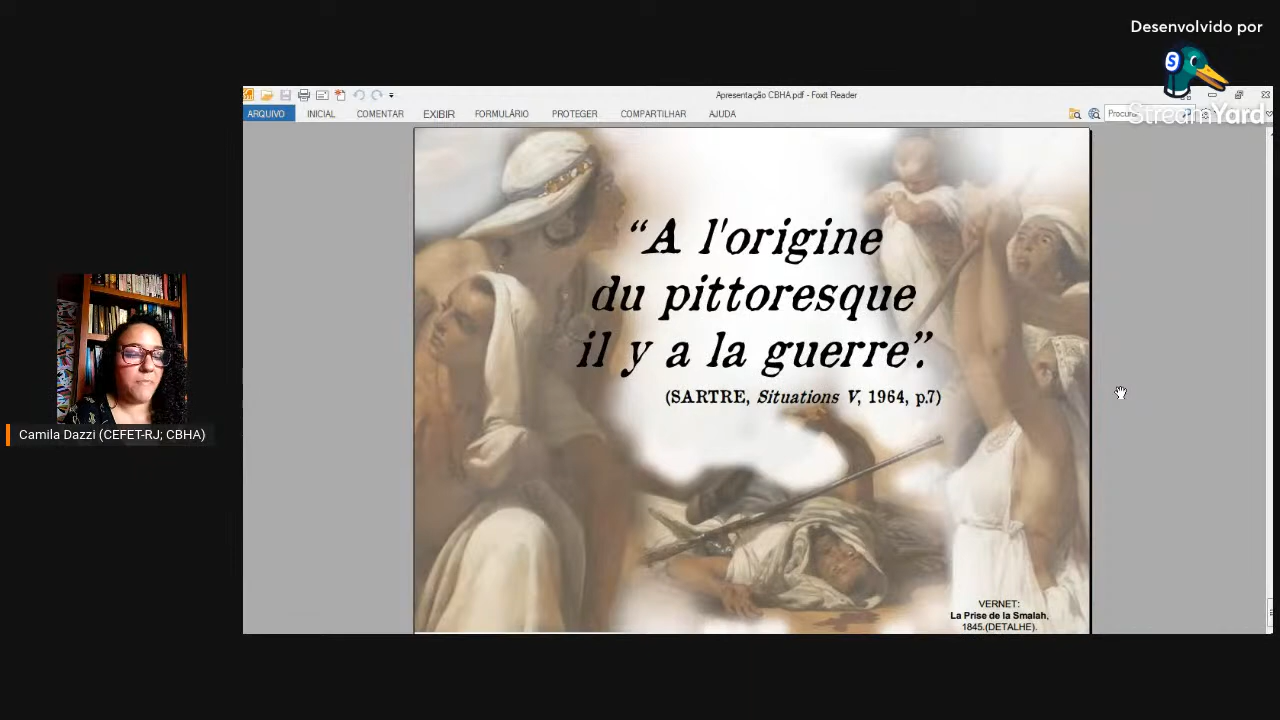 Desenvolvido por
StreamYard
Apresentação CBHA.pdf - Foxit Reader
ARQUIVO INICIAL COMENTAR EXIBIR FORMULÁRIO PROTEGER COMPARTILHAR AJUDA
“A l'origine
du pittoresque
il y a la guerre”.
(SARTRE, Situations V, 1964, p.7)
Camila Dazzi (CEFET-RJ; CBHA)
VERNET:
La Prise de la Smalah,
1845.(DETALHE).